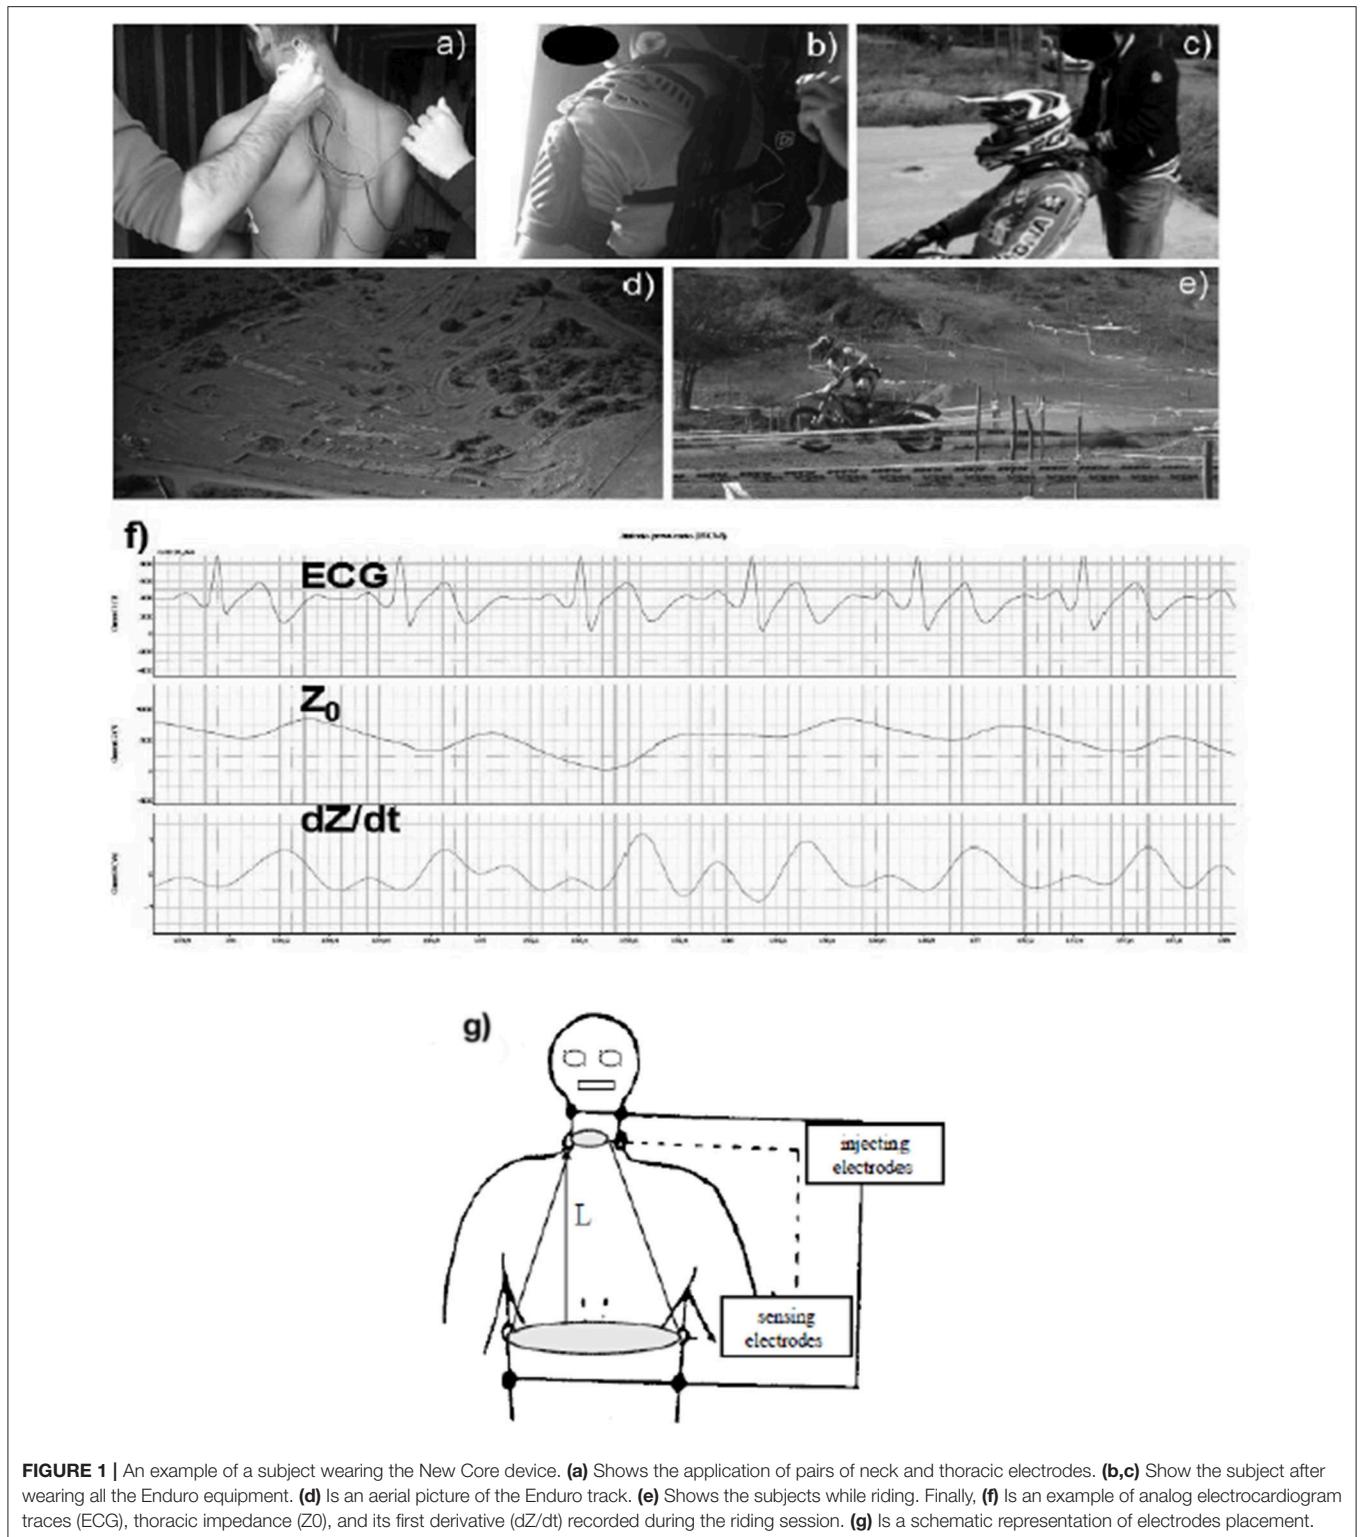 a)
b)
c)
d)
e)
f)
ECG
Z0
dZ/dt
g)
injecting
electrodes
L
sensing
electrodes
FIGURE 1 | An example of a subject wearing the New Core device. (a) Shows the application of pairs of neck and thoracic electrodes. (b,c) Show the subject after
wearing all the Enduro equipment. (d) Is an aerial picture of the Enduro track. (e) Shows the subjects while riding. Finally, (f) Is an example of analog electrocardiogram
traces (ECG), thoracic impedance (Z0), and its first derivative (dZ/dt) recorded during the riding session. (g) Is a schematic representation of electrodes placement.